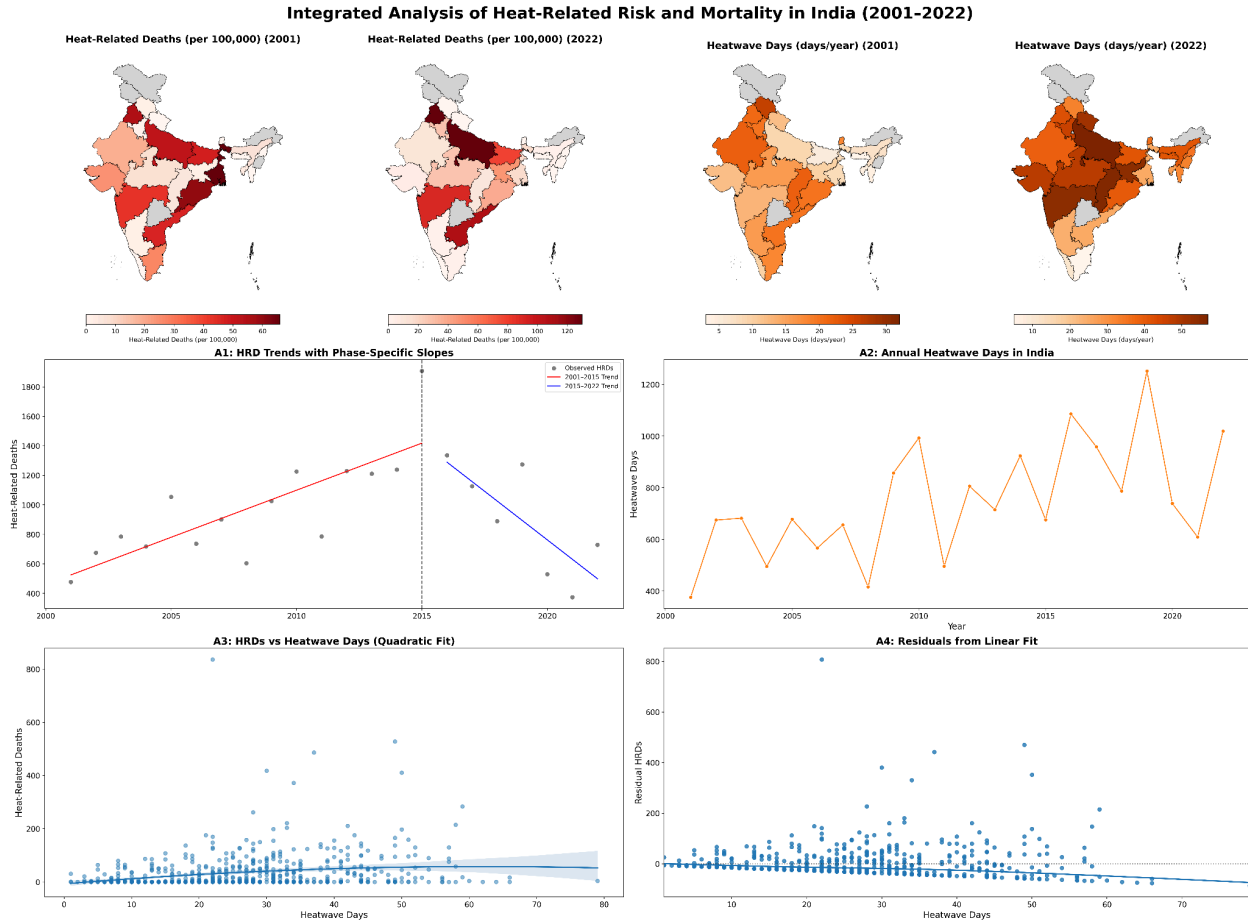 Integrated Analysis of Heat-Related Risk and Mortality in India (2001–2022)
Heat-Related Deaths (per 100,000) (2001)
Heat-Related Deaths (per 100,000) (2022)
Heatwave Days (days/year) (2001)
Heatwave Days (days/year) (2022)
0 10 20 30 40 50 60
Heat-Related Deaths (per 100,000)
0 20 40 60 80 100 120
Heat-Related Deaths (per 100,000)
5 10 15 20 25 30
Heatwave Days (days/year)
10 20 30 40 50
Heatwave Days (days/year)
A1: HRD Trends with Phase-Specific Slopes
Observed HRDs
2001–2015 Trend
2015–2022 Trend
Heat-Related Deaths
1800
1600
1400
1200
1000
800
600
400
2000 2005 2010 2015 2020
A2: Annual Heatwave Days in India
Heatwave Days
1200
1000
800
600
400
2000 2005 2010 2015 2020
Year
A3: HRDs vs Heatwave Days (Quadratic Fit)
Heat-Related Deaths
800
600
400
200
0
0 10 20 30 40 50 60 70 80
Heatwave Days
A4: Residuals from Linear Fit
Residual HRDs
800
600
400
200
0
10 20 30 40 50 60 70
Heatwave Days